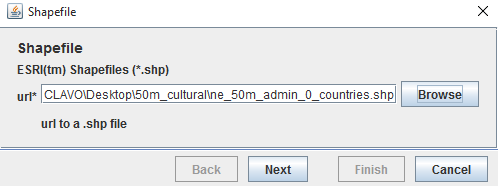 Shapefile
Shapefile
ESRI(tm) Shapefiles (*.shp)
url* CLAVO\Desktop\50m_cultural\ne_50m_admin_0_countries.shp Browse
url to a .shp file
Back Next Finish Cancel